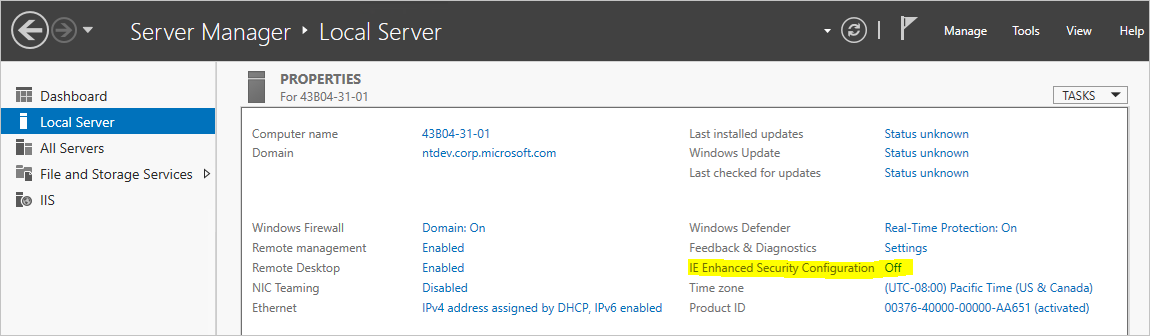 Server Manager ‣ Local Server
Manage Tools View Help
Dashboard
Local Server
All Servers
File and Storage Services
IIS
PROPERTIES
For 43B04-31-01
TASKS
Computer name 43B04-31-01
Domain ntdev.corp.microsoft.com
Last installed updates Status unknown
Windows Update Status unknown
Last checked for updates Status unknown
Windows Firewall Domain: On
Remote management Enabled
Remote Desktop Enabled
NIC Teaming Disabled
Ethernet IPv4 address assigned by DHCP, IPv6 enabled
Windows Defender Real-Time Protection: On
Feedback & Diagnostics Settings
IE Enhanced Security Configuration Off
Time zone (UTC-08:00) Pacific Time (US & Canada)
Product ID 00376-40000-00000-AA651 (activated)